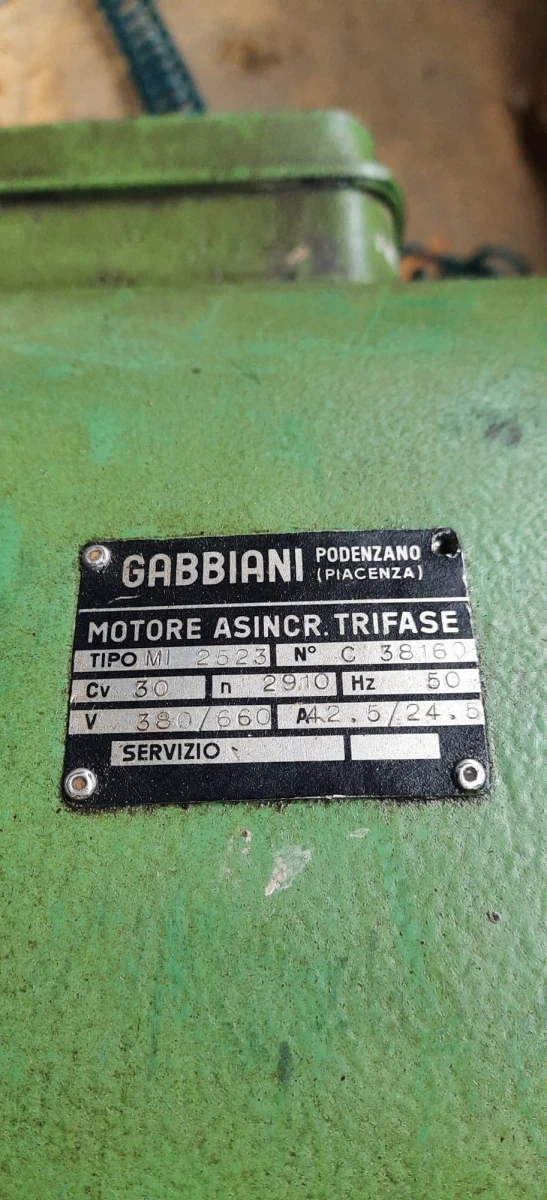 GABBIANI PODENZANO (PIACENZA)
MOTORE ASINCR. TRIFASE
TIPO MI 2523 N° C 38160
Cv 30 n 2910 Hz 50
V 380/660 A 42.5/24.5
SERVIZIO